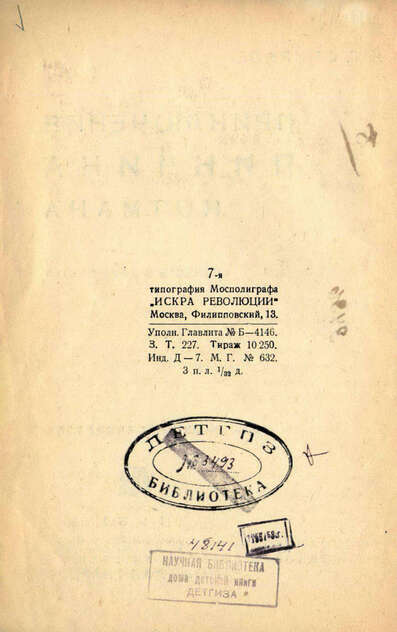 7-я
типография Мосполиграфа
„ИСКРА РЕВОЛЮЦИИ“
Москва, Филипповский, 13.
Уполн. Главлита № Б—4146.
З. Т. 227. Тираж 10 250.
Инд. Д—7. М. Г. № 632.
3 п. л. 1/32 д.
ДЕТГИЗ
№ 3493
БИБЛИОТЕКА
48141
НАУЧНАЯ БИБЛИОТЕКА
дома детской книги
ДЕТГИЗА